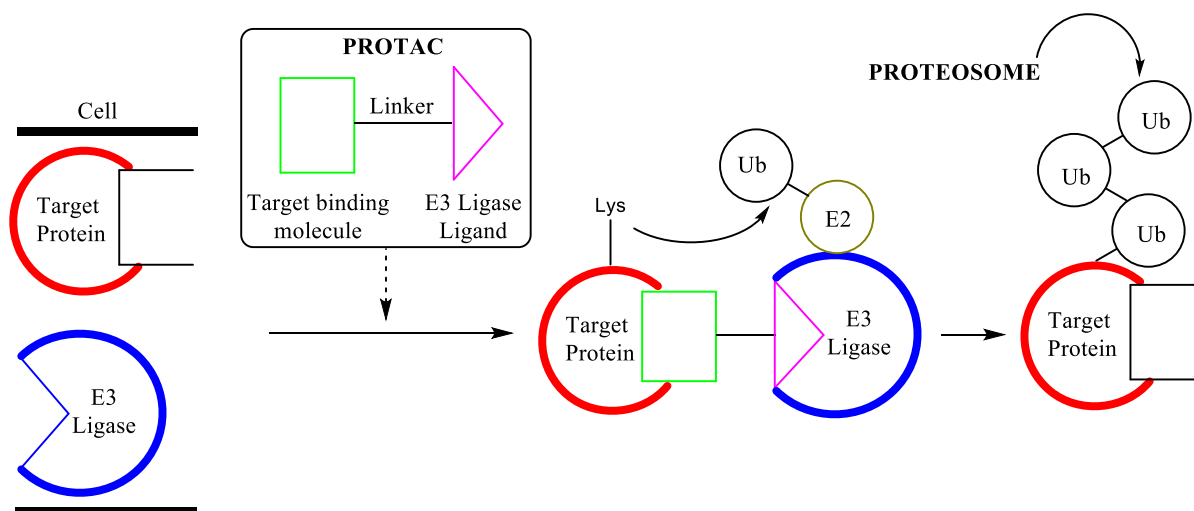 Cell
Target
Protein
E3
Ligase
PROTAC
Linker
Target binding
molecule
E3 Ligase
Ligand
Lys
Ub
E2
Target
Protein
E3
Ligase
PROTEOSOME
Ub
Ub
Ub
Target
Protein